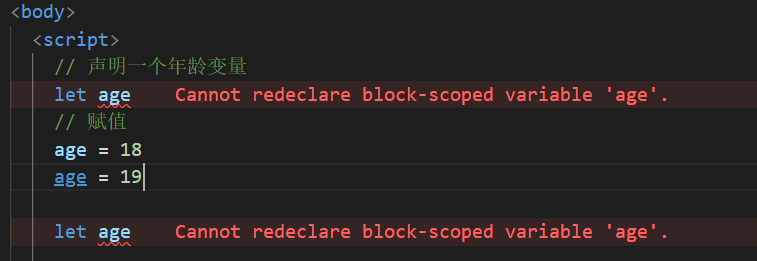 <body>
<script>
// 声明一个年龄变量
let age Cannot redeclare block-scoped variable 'age'.
// 赋值
age = 18
age = 19
let age Cannot redeclare block-scoped variable 'age'.